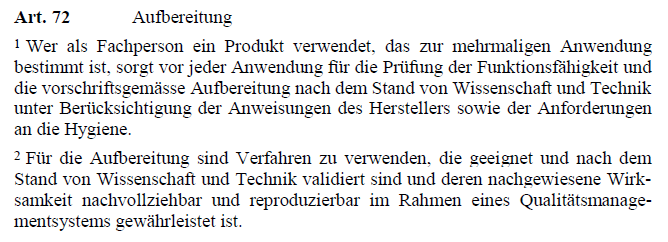 Art. 72 Aufbereitung
1 Wer als Fachperson ein Produkt verwendet, das zur mehrmaligen Anwendung
bestimmt ist, sorgt vor jeder Anwendung für die Prüfung der Funktionsfähigkeit und
die vorschriftsgemässe Aufbereitung nach dem Stand von Wissenschaft und Technik
unter Berücksichtigung der Anweisungen des Herstellers sowie der Anforderungen
an die Hygiene.
2 Für die Aufbereitung sind Verfahren zu verwenden, die geeignet und nach dem
Stand von Wissenschaft und Technik validiert sind und deren nachgewiesene Wirk-
samkeit nachvollziehbar und reproduzierbar im Rahmen eines Qualitätsmanage-
mentsystems gewährleistet ist.